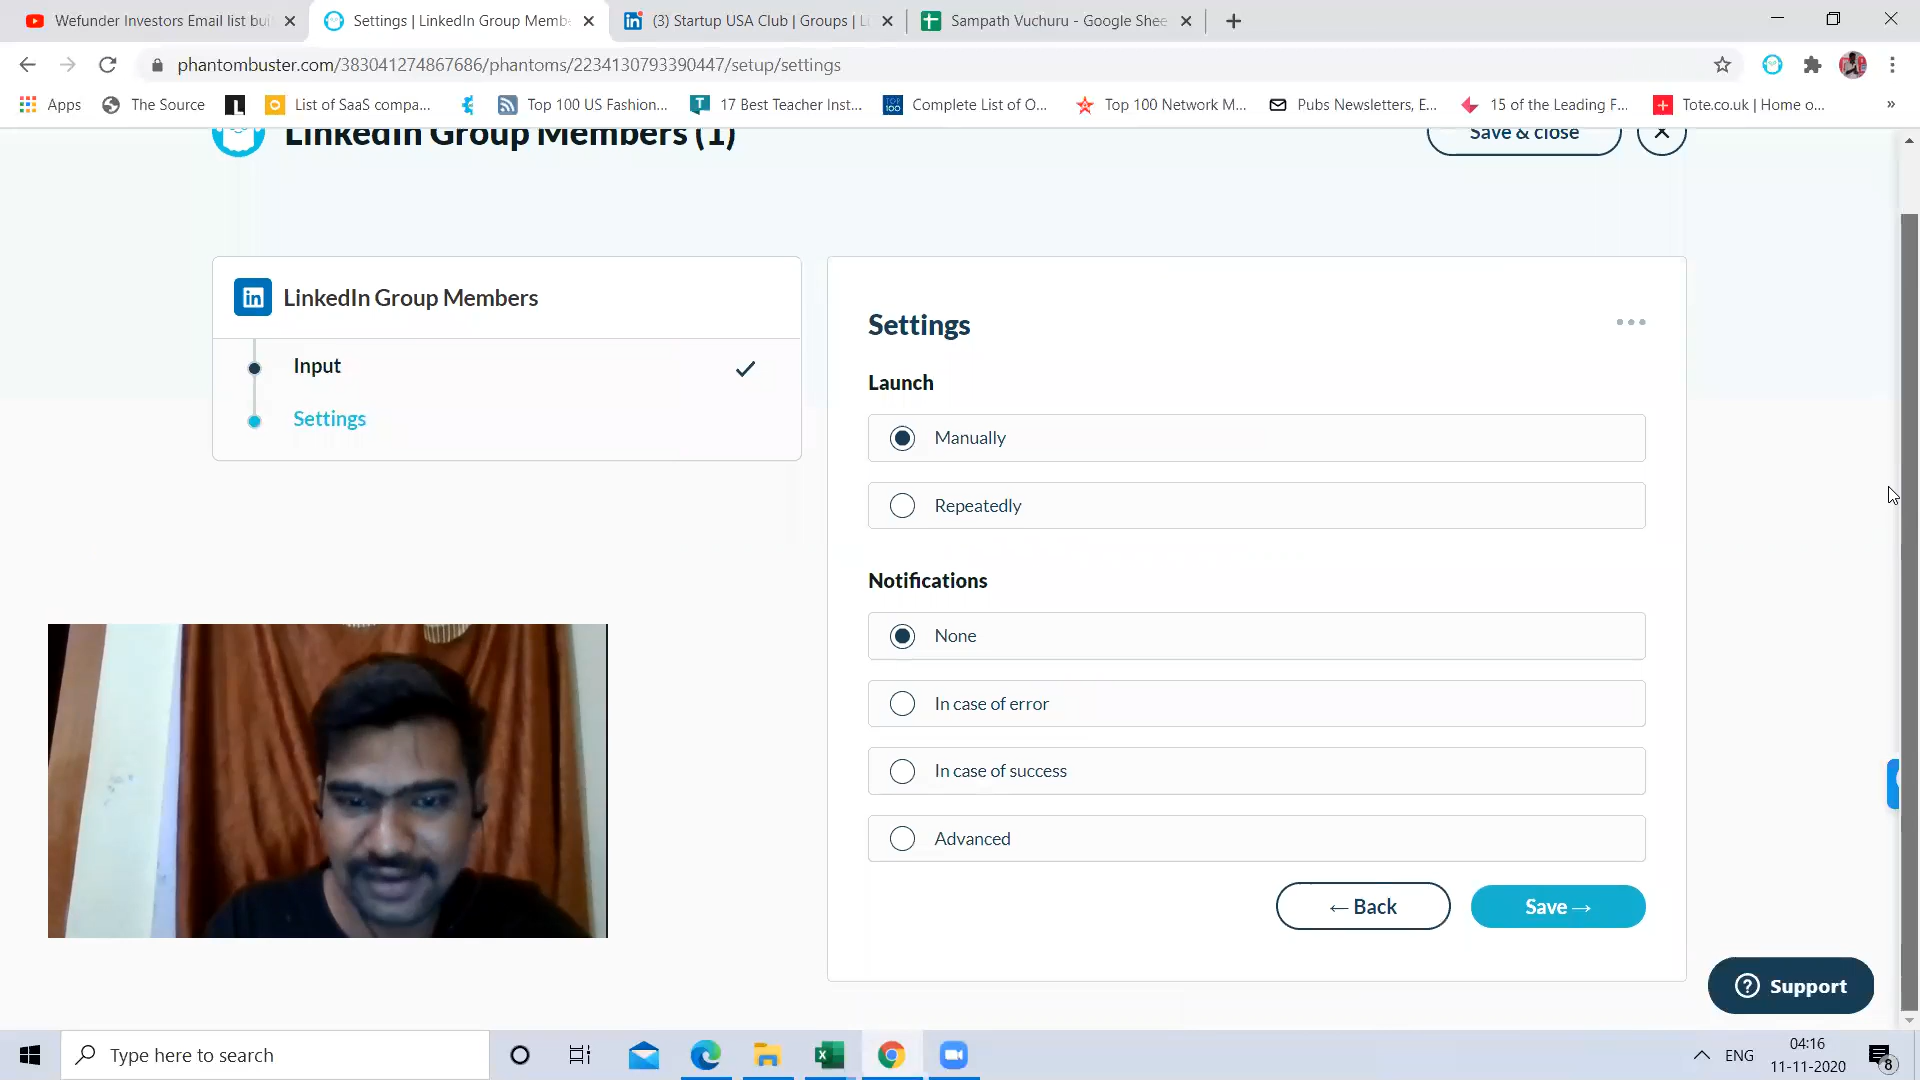 Wefunder Investors Email list bui
Settings | LinkedIn Group Membe
(3) Startup USA Club | Groups | Li
Sampath Vuchuru - Google Shee
phantombuster.com/383041274867686/phantoms/2234130793390447/setup/settings
Apps
The Source
List of SaaS compa...
Top 100 US Fashion...
17 Best Teacher Inst...
Complete List of O...
Top 100 Network M...
Pubs Newsletters, E...
15 of the Leading F...
Tote.co.uk | Home o...
LinkedIn Group Members (1)
Save & close
LinkedIn Group Members
Input
Settings
Settings
Launch
Manually
Repeatedly
Notifications
None
In case of error
In case of success
Advanced
← Back
Save →
Support
Type here to search
ENG
04:16
11-11-2020
8